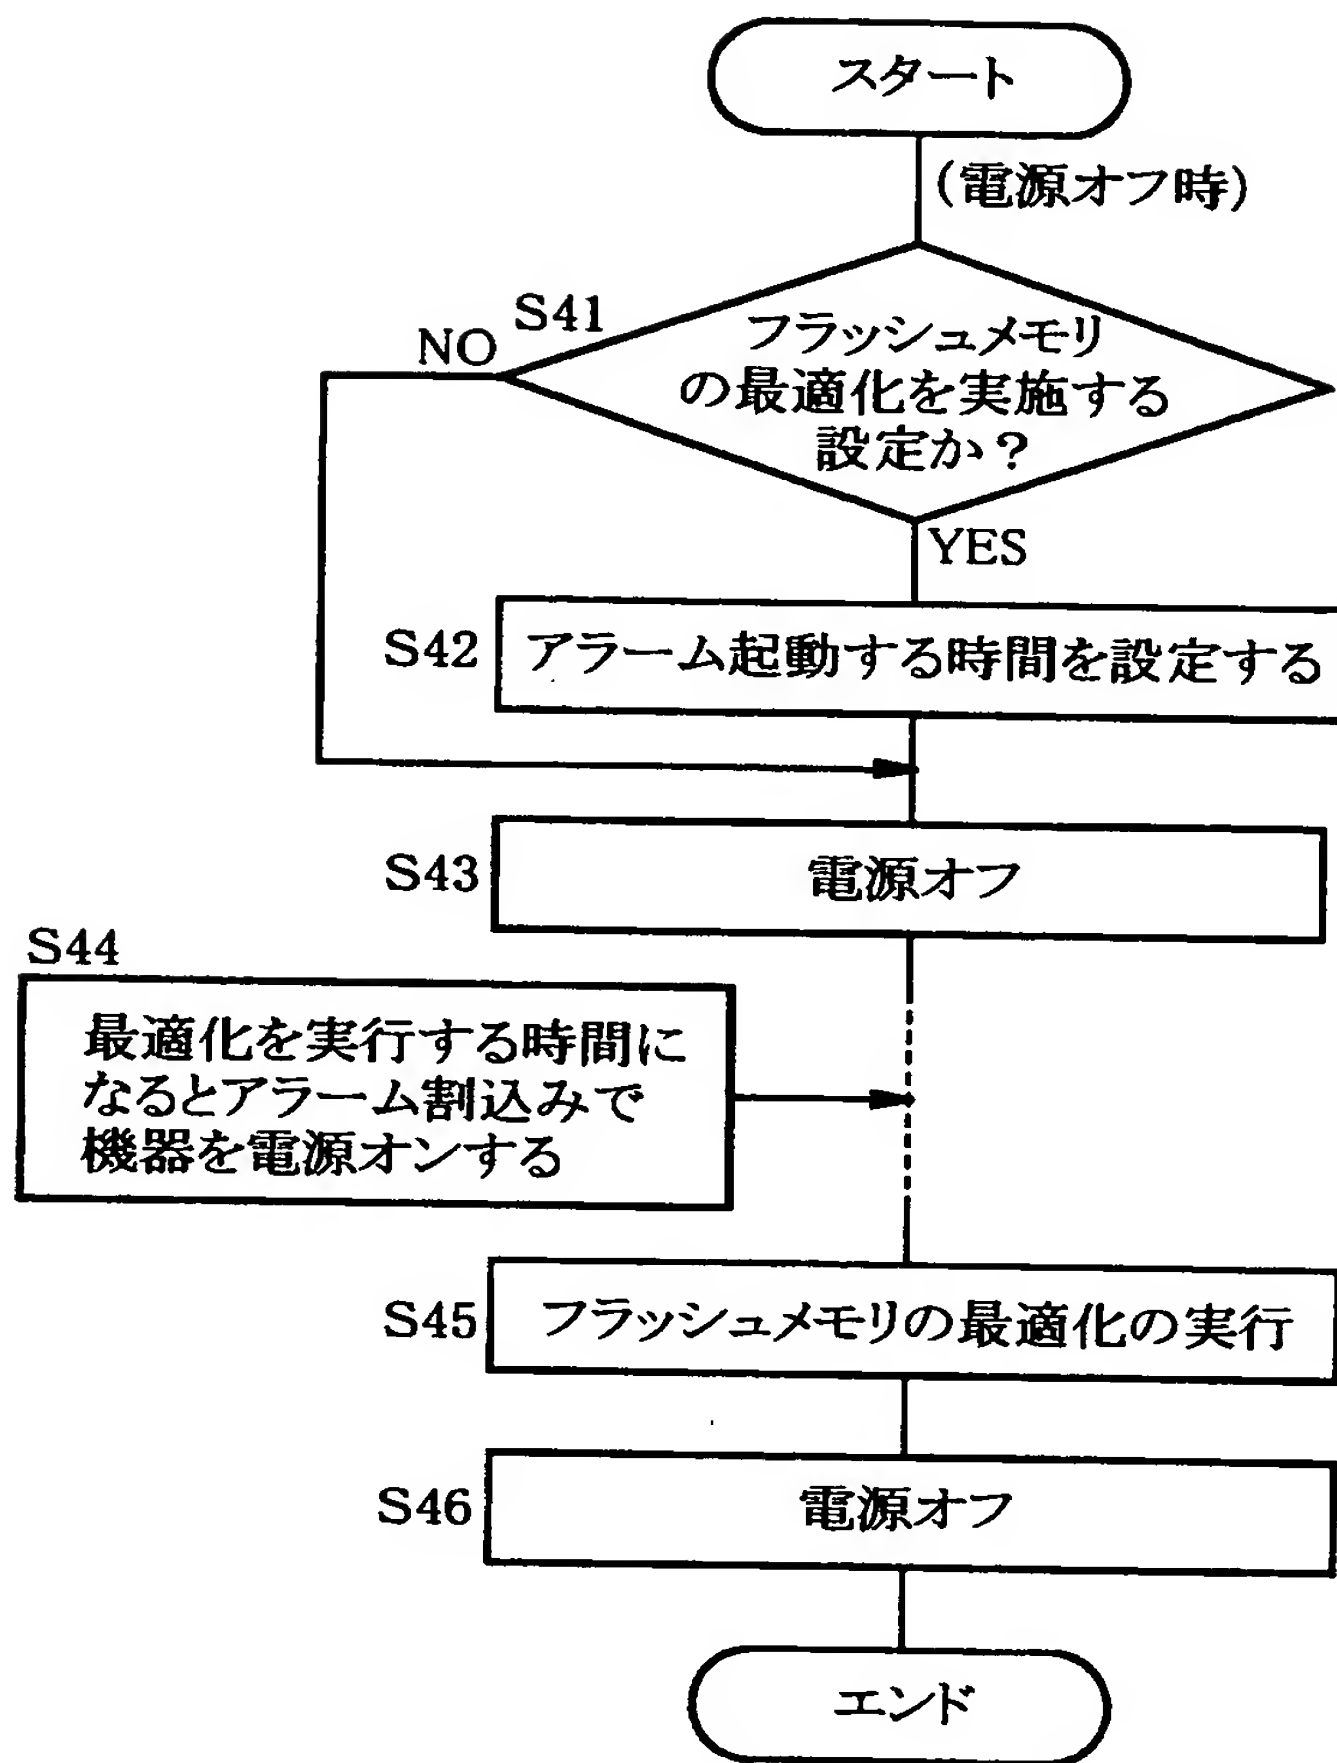 スタート
(電源オフ時)
S41
NO
フラッシュメモリ
の最適化を実施する
設定か？
YES
S42
アラーム起動する時間を設定する
S43
電源オフ
S44
最適化を実行する時間に
なるとアラーム割込みで
機器を電源オンする
S45
フラッシュメモリの最適化の実行
S46
電源オフ
エンド